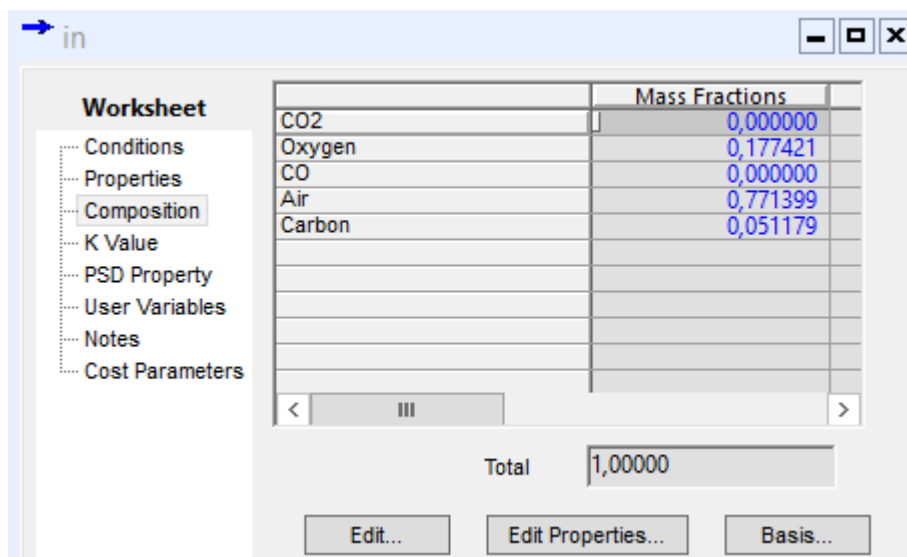 in
Worksheet
Conditions
Properties
Composition
K Value
PSD Property
User Variables
Notes
Cost Parameters
Mass Fractions
CO2 0,000000
Oxygen 0,177421
CO 0,000000
Air 0,771399
Carbon 0,051179
Total 1,00000
Edit... Edit Properties... Basis...